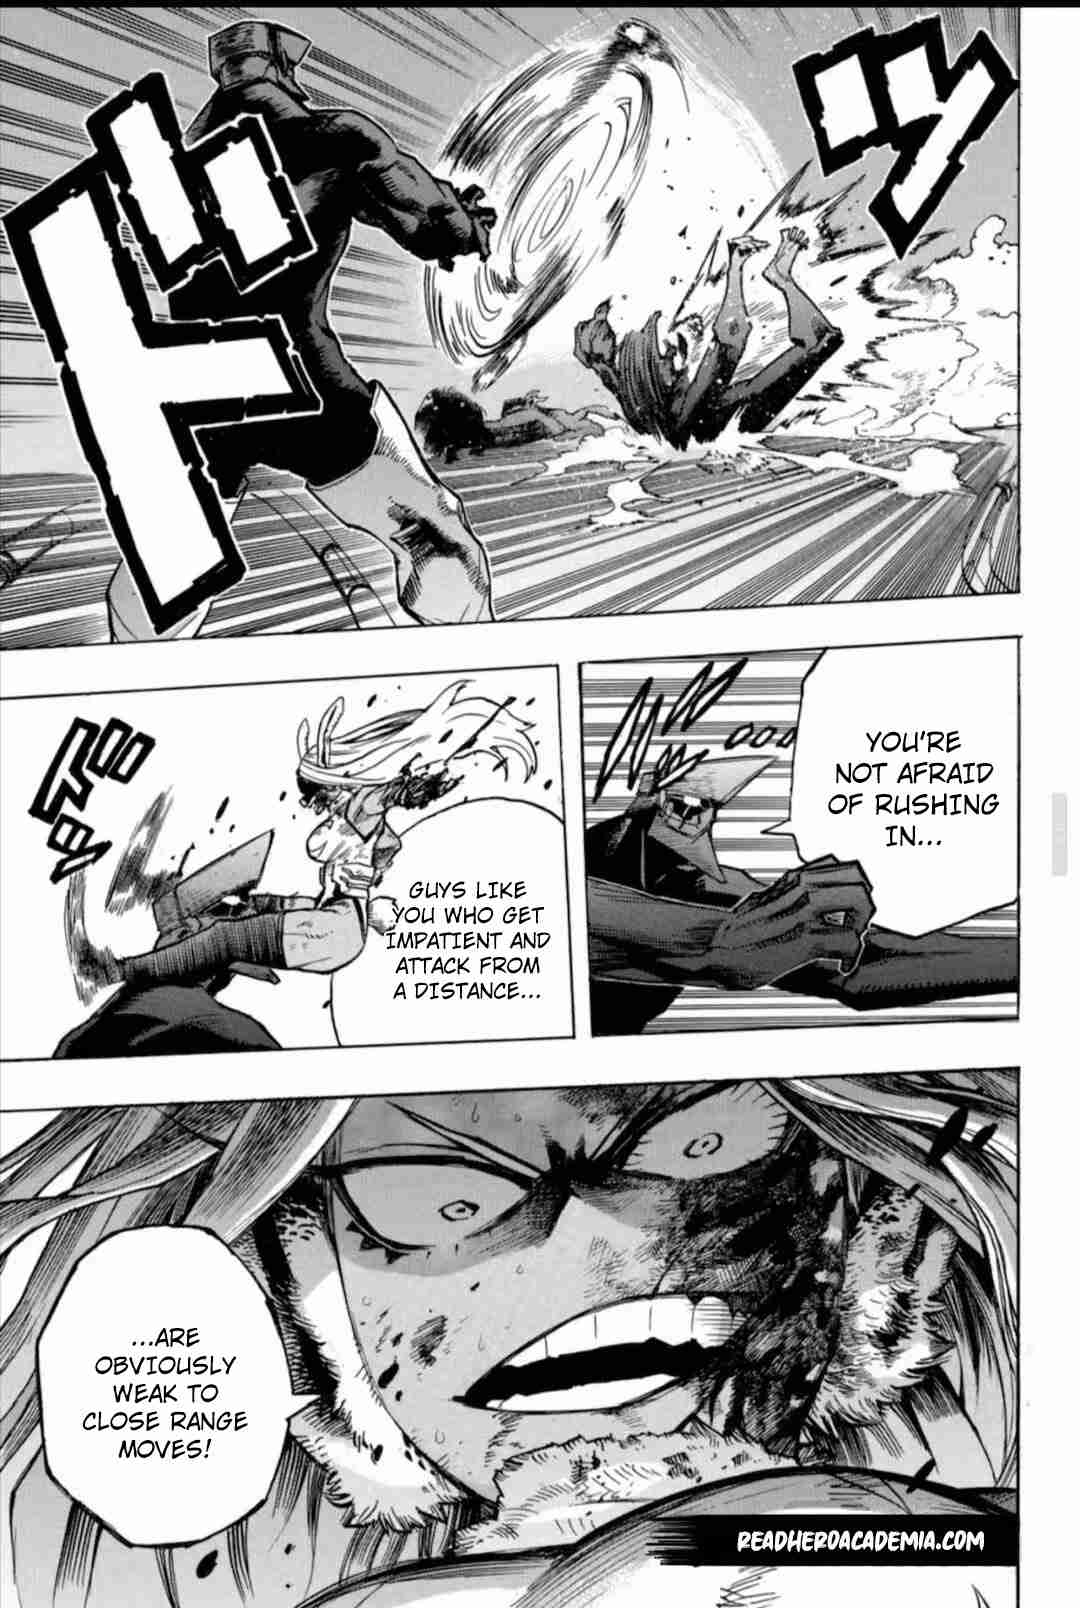 ドドッ
YOU'RE
NOT AFRAID
OF RUSHING
IN...
GUYS LIKE
YOU WHO GET
IMPATIENT AND
ATTACK FROM
A DISTANCE...
...ARE
OBVIOUSLY
WEAK TO
CLOSE RANGE
MOVES!
READHEROACADEMIA.COM